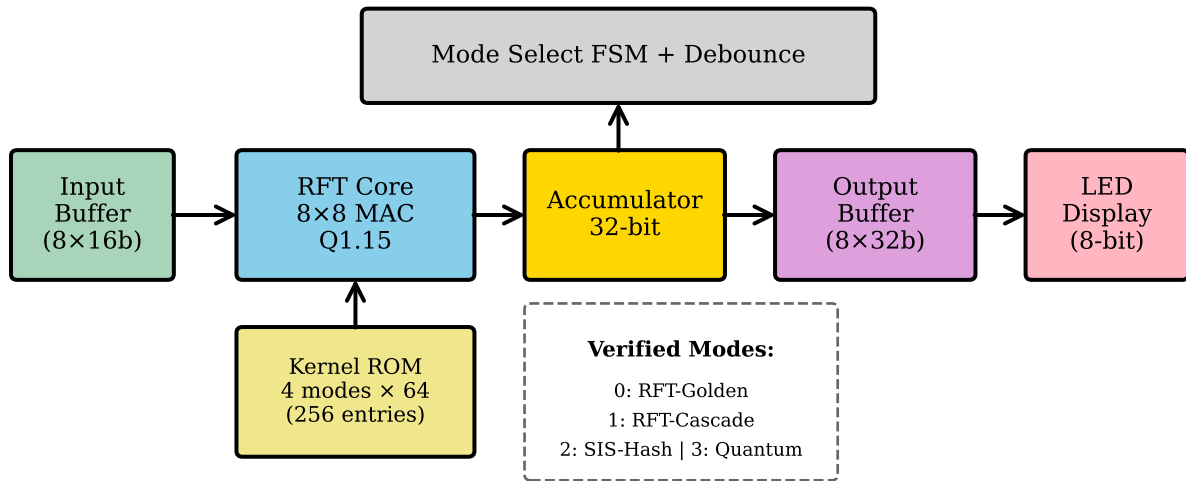 Mode Select FSM + Debounce
Input
Buffer
(8×16b)
RFT Core
8×8 MAC
Q1.15
Accumulator
32-bit
Output
Buffer
(8×32b)
LED
Display
(8-bit)
Kernel ROM
4 modes × 64
(256 entries)
Verified Modes:
0: RFT-Golden
1: RFT-Cascade
2: SIS-Hash | 3: Quantum